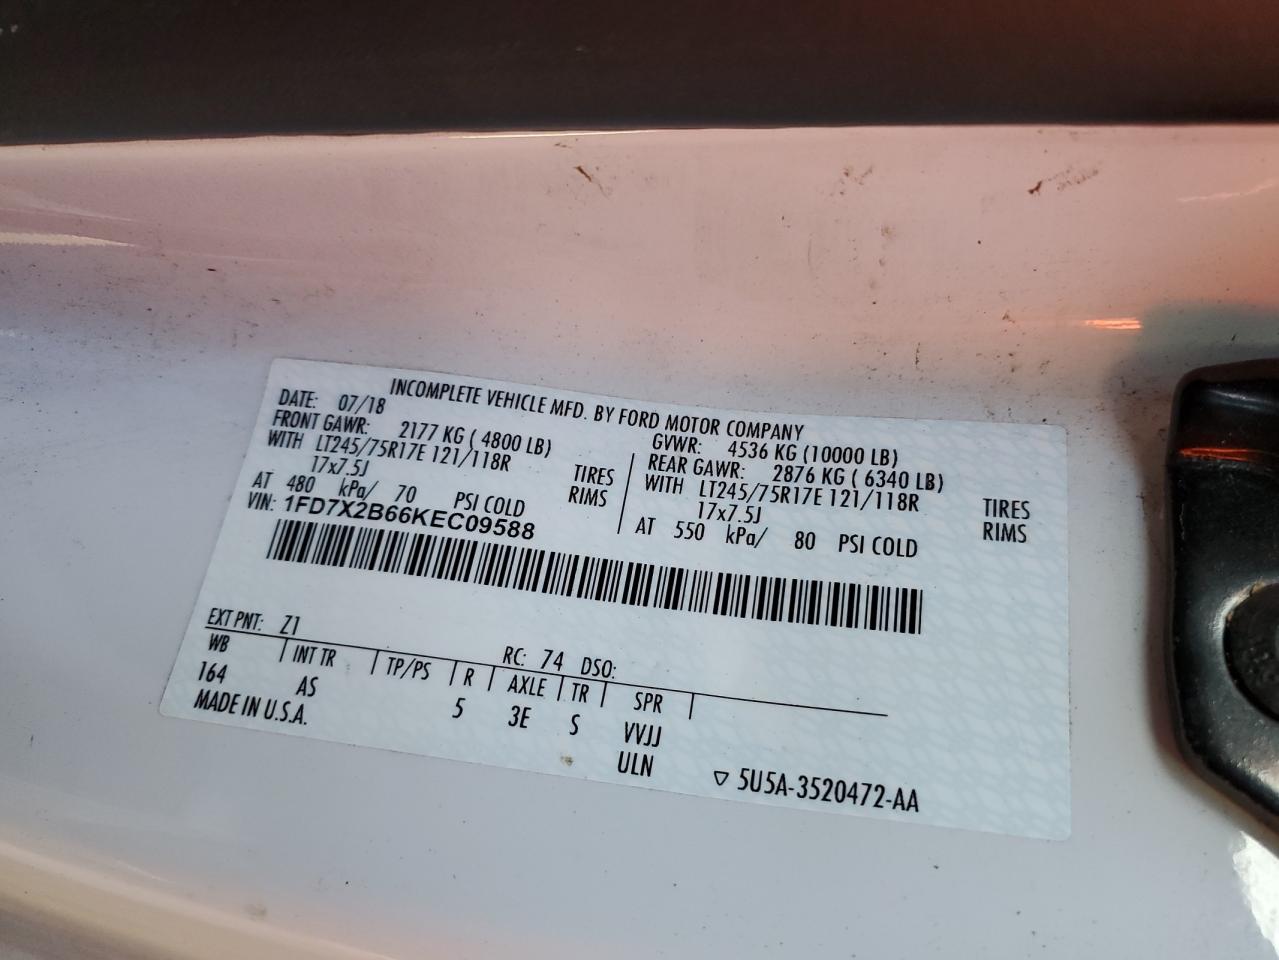 INCOMPLETE VEHICLE MFD. BY FORD MOTOR COMPANY
DATE: 07/18
GVWR: 4536 KG (10000 LB)
FRONT GAWR: 2177 KG ( 4800 LB)
REAR GAWR: 2876 KG ( 6340 LB)
WITH LT245/75R17E 121/118R TIRES
WITH LT245/75R17E 121/118R TIRES
17x7.5J RIMS
17x7.5J RIMS
AT 480 kPa/ 70 PSI COLD
AT 550 kPa/ 80 PSI COLD
VIN: 1FD7X2B66KEC09588
EXT PNT: Z1
RC: 74 DSO:
WB INT TR TP/PS R AXLE TR SPR
164 AS 5 3E S VVJJ
MADE IN U.S.A. ULN
5U5A-3520472-AA